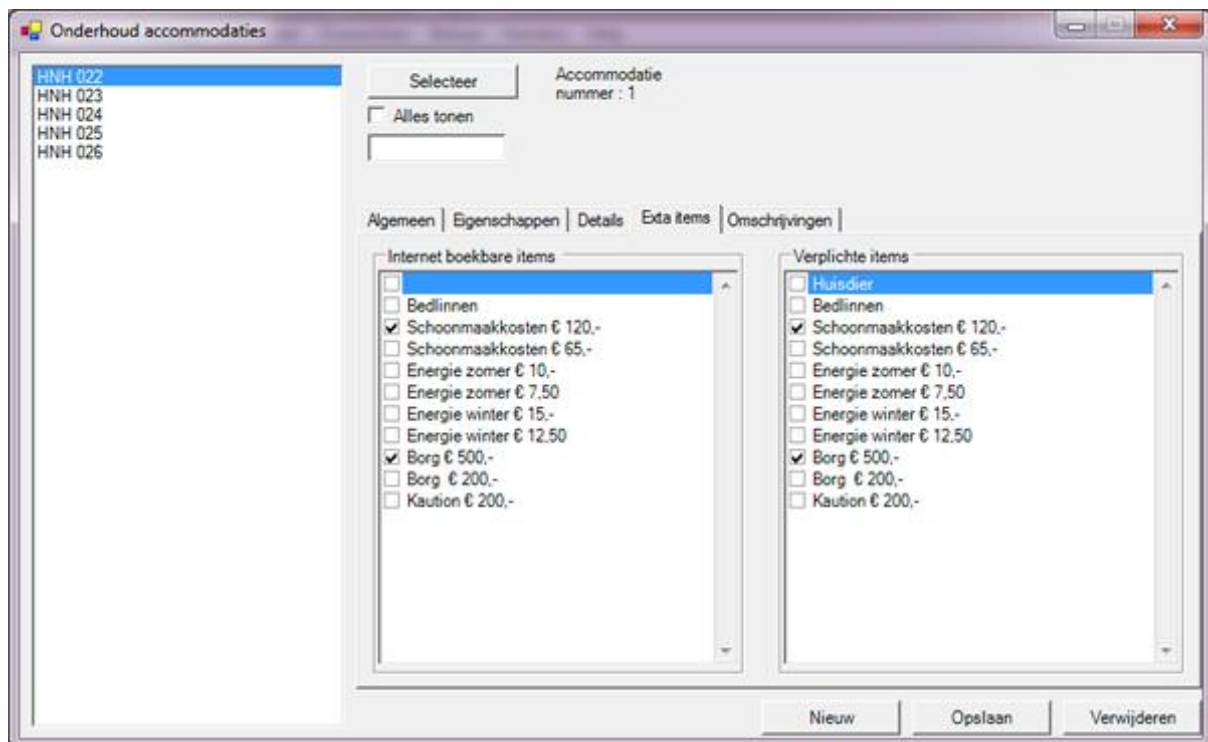 Onderhoud accommodaties
HNH 022
HNH 023
HNH 024
HNH 025
HNH 026
Selecteer
Accommodatie
nummer : 1
Alles tonen
Algemeen
Eigenschappen
Details
Exta items
Omschrijvingen
Internet boekbare items
Bedlinnen
Schoonmaakkosten € 120,-
Schoonmaakkosten € 65,-
Energie zomer € 10,-
Energie zomer € 7,50
Energie winter € 15,-
Energie winter € 12,50
Borg € 500,-
Borg € 200,-
Kaution € 200,-
Verplichte items
Huisdier
Bedlinnen
Schoonmaakkosten € 120,-
Schoonmaakkosten € 65,-
Energie zomer € 10,-
Energie zomer € 7,50
Energie winter € 15,-
Energie winter € 12,50
Borg € 500,-
Borg € 200,-
Kaution € 200,-
Nieuw
Opslaan
Verwijderen